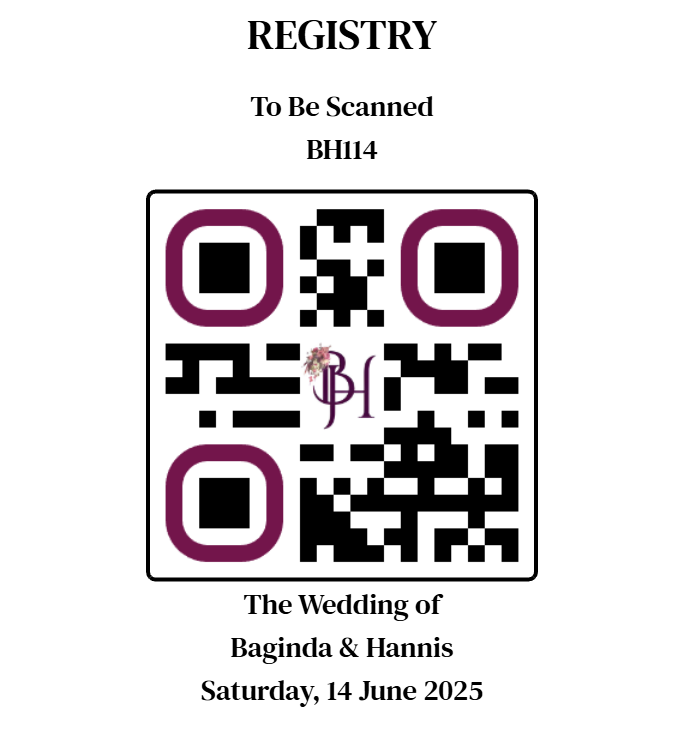 REGISTRY
To Be Scanned
BH114
BH
The Wedding of
Baginda & Hannis
Saturday, 14 June 2025